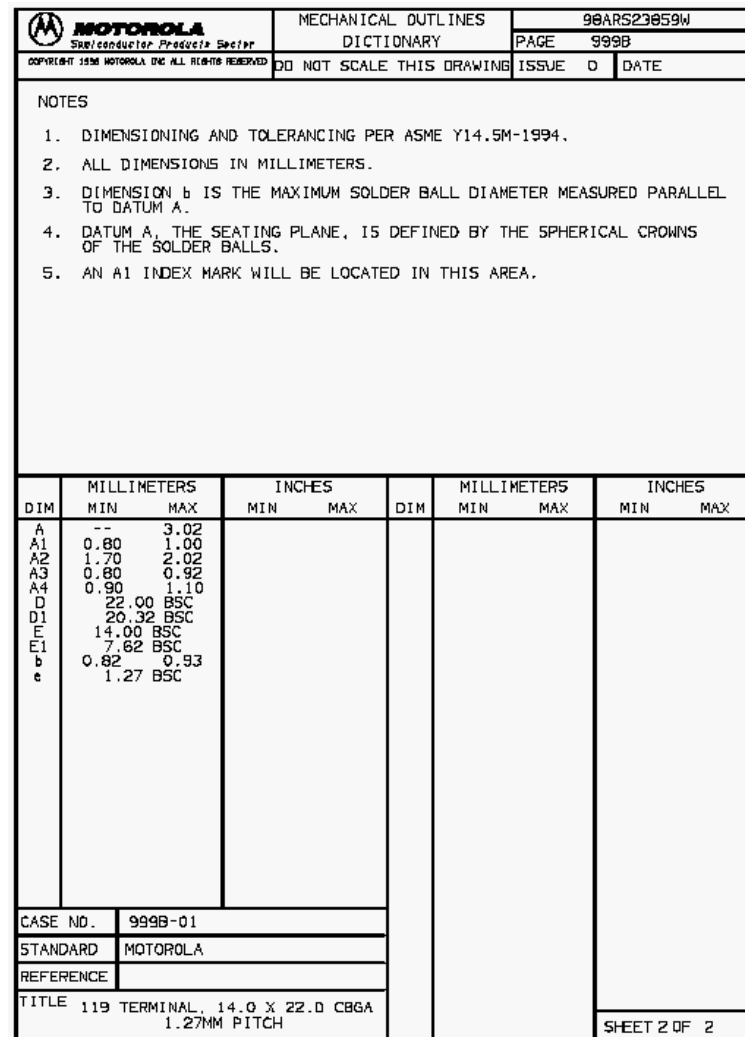 MOTOROLA
Semiconductor Products Sector
COPYRIGHT 1998 MOTOROLA INC ALL RIGHTS RESERVED
MECHANICAL OUTLINES
DICTIONARY
DO NOT SCALE THIS DRAWING
98ARS23859W
PAGE 999B
ISSUE O DATE
NOTES
1. DIMENSIONING AND TOLERANCING PER ASME Y14.5M-1994.
2. ALL DIMENSIONS IN MILLIMETERS.
3. DIMENSION b IS THE MAXIMUM SOLDER BALL DIAMETER MEASURED PARALLEL
TO DATUM A.
4. DATUM A, THE SEATING PLANE, IS DEFINED BY THE SPHERICAL CROWNS
OF THE SOLDER BALLS.
5. AN A1 INDEX MARK WILL BE LOCATED IN THIS AREA.
MILLIMETERS INCHES MILLIMETERS INCHES
DIM MIN MAX MIN MAX DIM MIN MAX MIN MAX
A -- 3.02
A1 0.80 1.00
A2 1.70 2.02
A3 0.80 0.92
A4 0.90 1.10
D 22.00 BSC
D1 20.32 BSC
E 14.00 BSC
E1 7.62 BSC
b 0.82 0.93
e 1.27 BSC
CASE NO. 999B-01
STANDARD MOTOROLA
REFERENCE
TITLE 119 TERMINAL, 14.0 X 22.0 CBGA
1.27MM PITCH
SHEET 2 OF 2